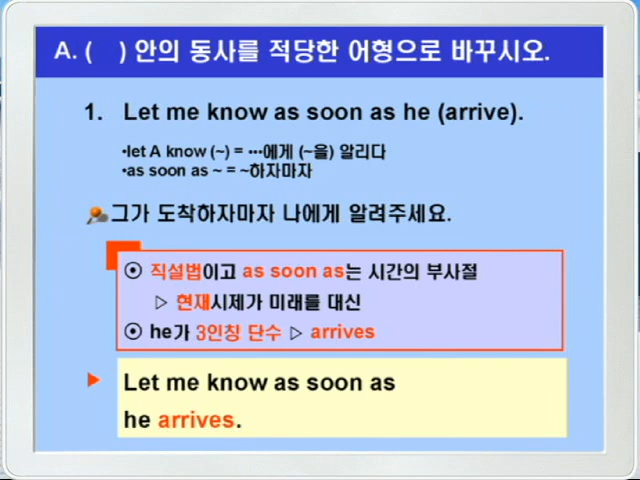 A. (   ) 안의 동사를 적당한 어형으로 바꾸시오.
1. Let me know as soon as he (arrive).
•let A know (~) = …에게 (~을) 알리다
•as soon as ~ = ~하자마자
그가 도착하자마자 나에게 알려주세요.
⊙ 직설법이고 as soon as는 시간의 부사절
▷ 현재시제가 미래를 대신
⊙ he가 3인칭 단수 ▷ arrives
▶ Let me know as soon as
he arrives.